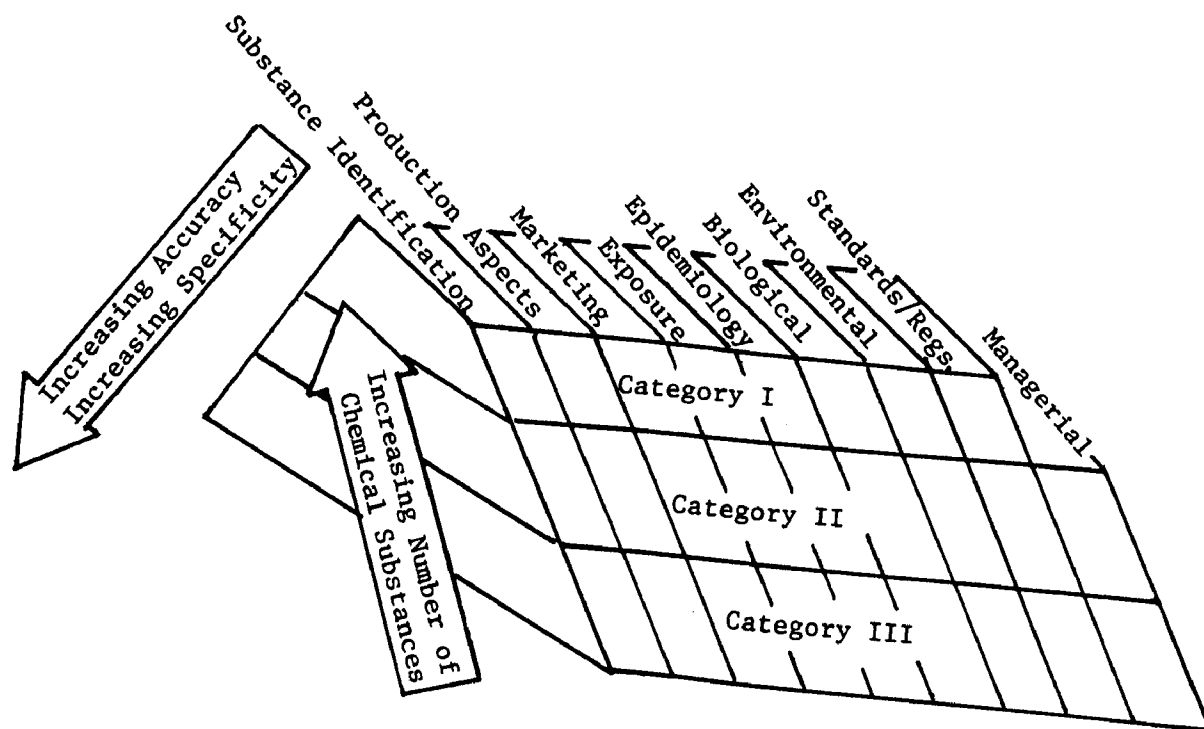 Substance Identification
Production
Aspects
Marketing
Exposure
Epidemiology
Biological
Environmental
Standards/Regs.
Managerial
Increasing Accuracy
Increasing Specificity
Increasing Number of
Chemical Substances
Category I
Category II
Category III